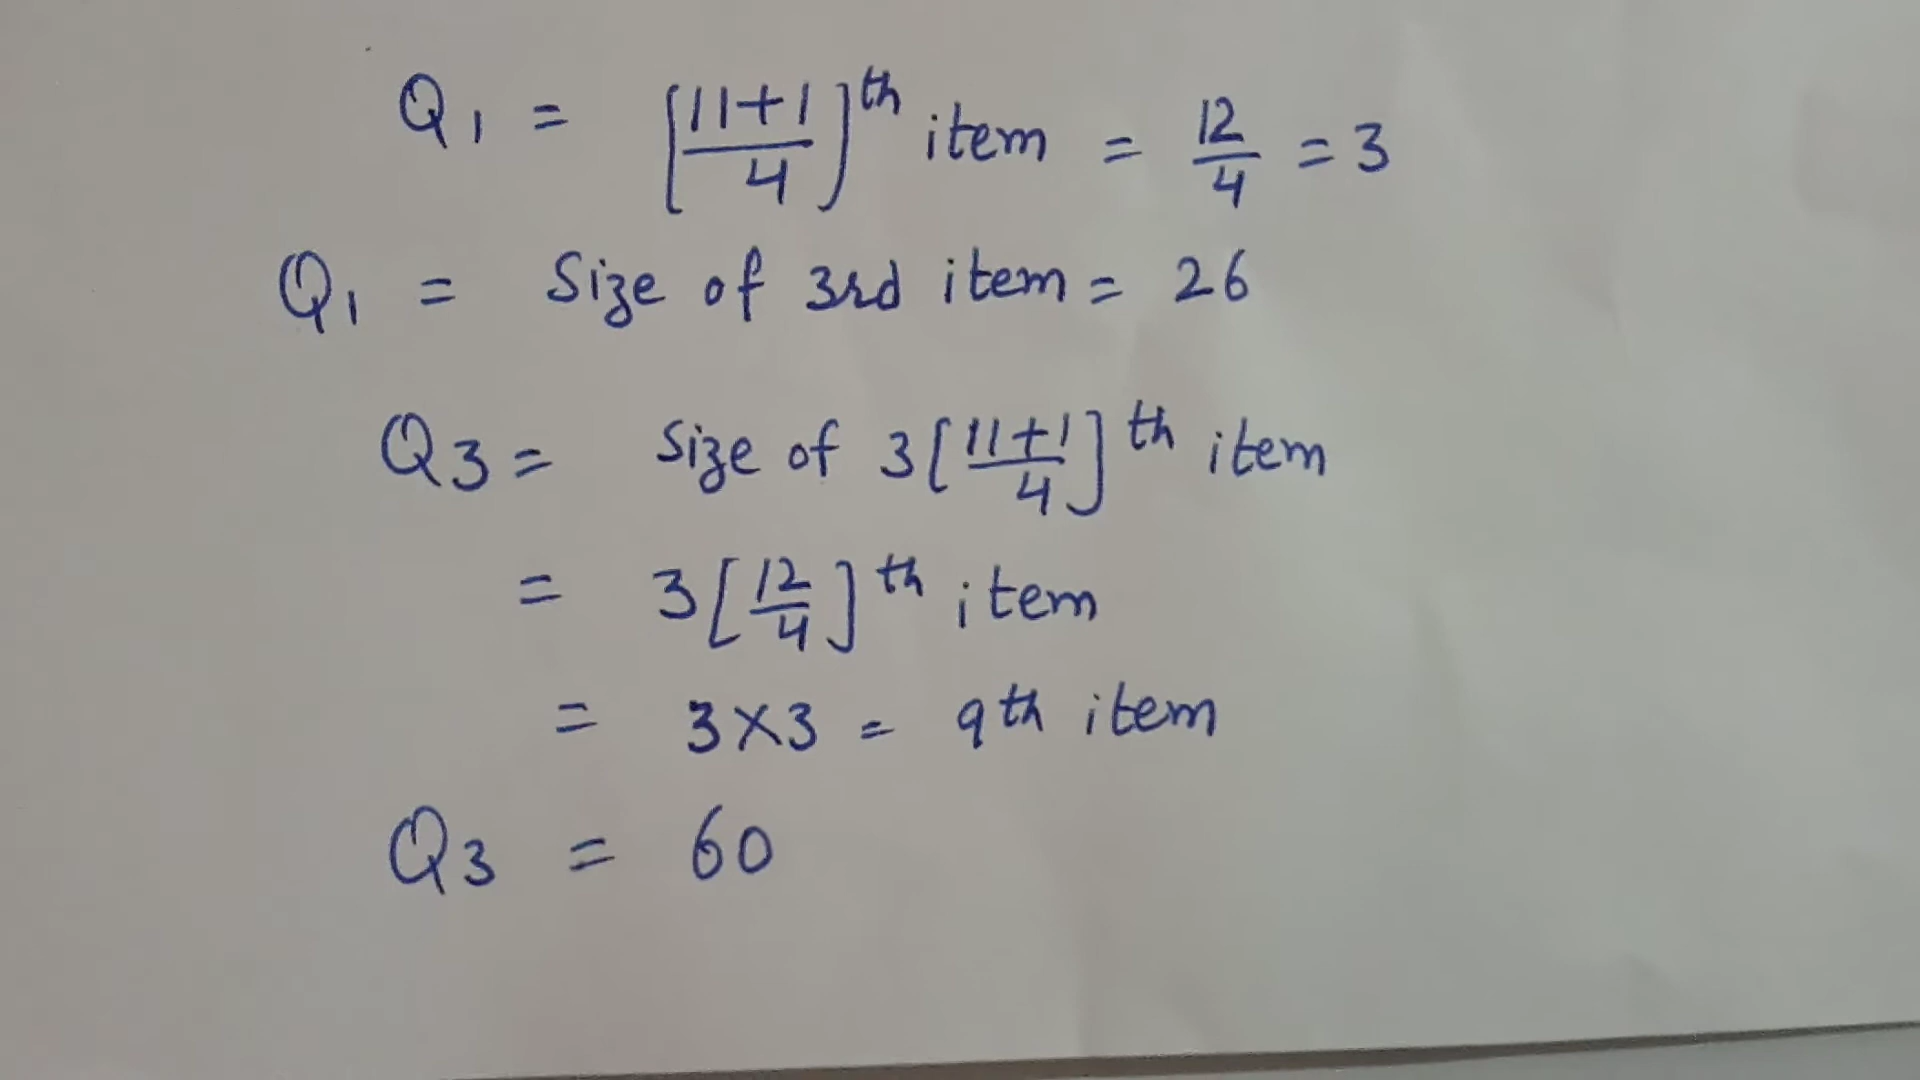 Q1 = [11+1/4]th item = 12/4 = 3
Q1 = Size of 3rd item = 26
Q3 = Size of 3[11+1/4]th item
= 3[12/4]th item
= 3×3 = 9th item
Q3 = 60